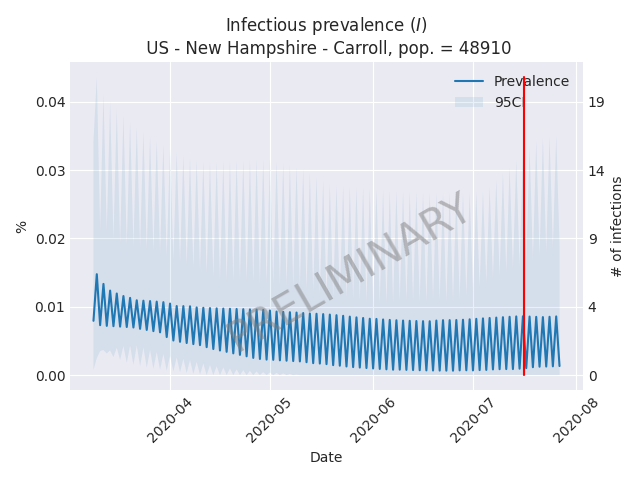 Infectious prevalence (I)
US - New Hampshire - Carroll, pop. = 48910
Prevalence
95CI
0.04
0.03
0.02
0.01
0.00
%
19
14
9
4
0
# of infections
PRELIMINARY
2020-04
2020-05
2020-06
2020-07
2020-08
Date